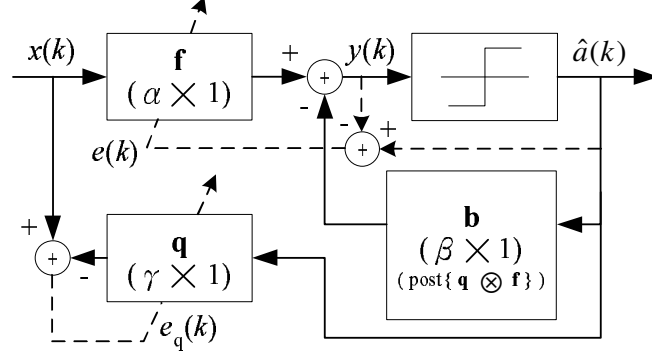 x(k)
f
(α × 1)
+
+
-
y(k)
â(k)
-
+
+
e(k)
b
(β × 1)
(post{q ⊗ f})
+
+
-
q
(γ × 1)
e_q(k)